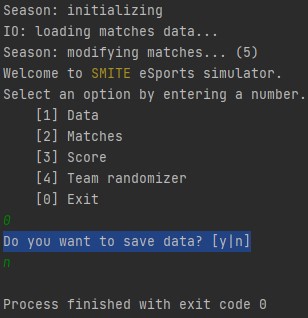 Season: initializing
IO: loading matches data...
Season: modifying matches... (5)
Welcome to SMITE eSports simulator.
Select an option by entering a number.
[1] Data
[2] Matches
[3] Score
[4] Team randomizer
[0] Exit
0
Do you want to save data? [y|n]
n
Process finished with exit code 0